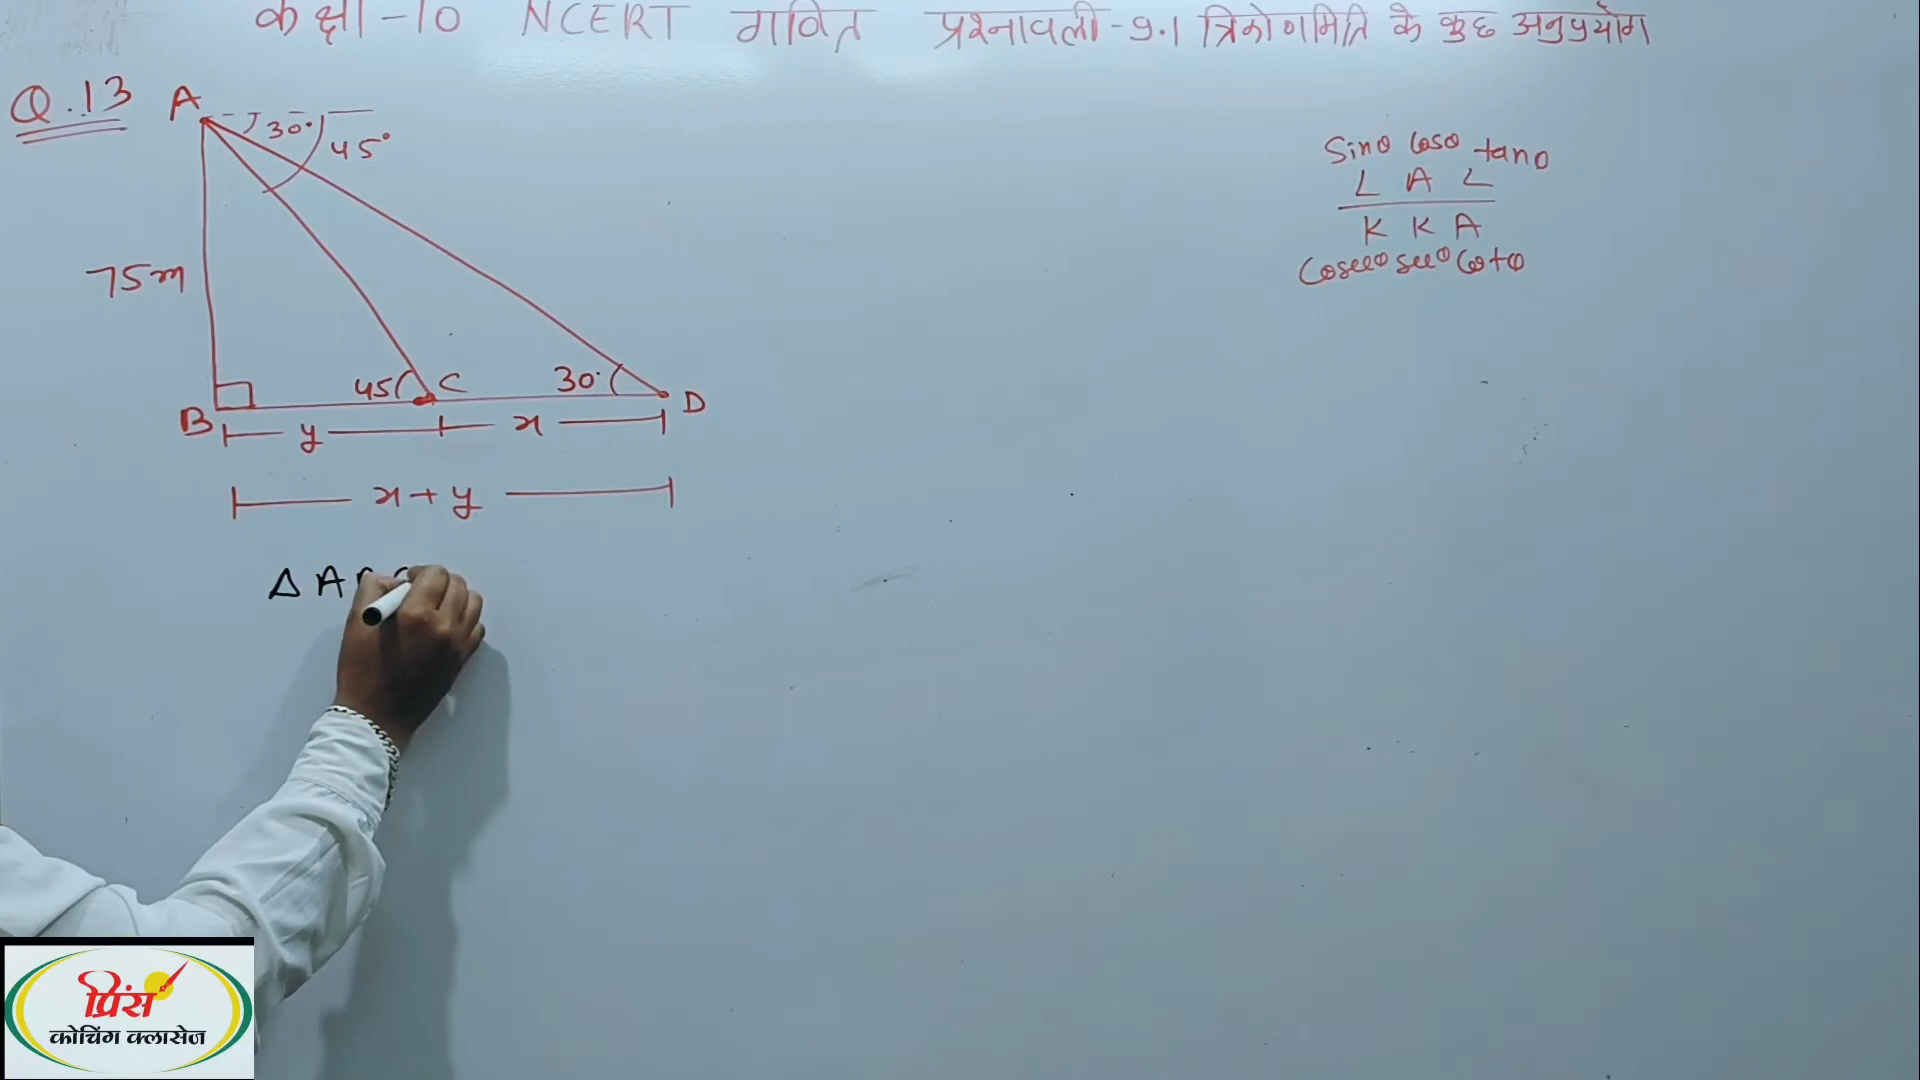 कक्षा-10 NCERT गणित प्रश्नावली-9.1 त्रिकोणमिति के कुछ अनुप्रयोग
Q.13
A
30°
45°
75m
45
C
30°
B
D
y
x
x+y
Δ A
Sinθ Cosθ tanθ
L A L
K K A
Cosecθ secθ Cotθ
प्रिंस
कोचिंग क्लासेज